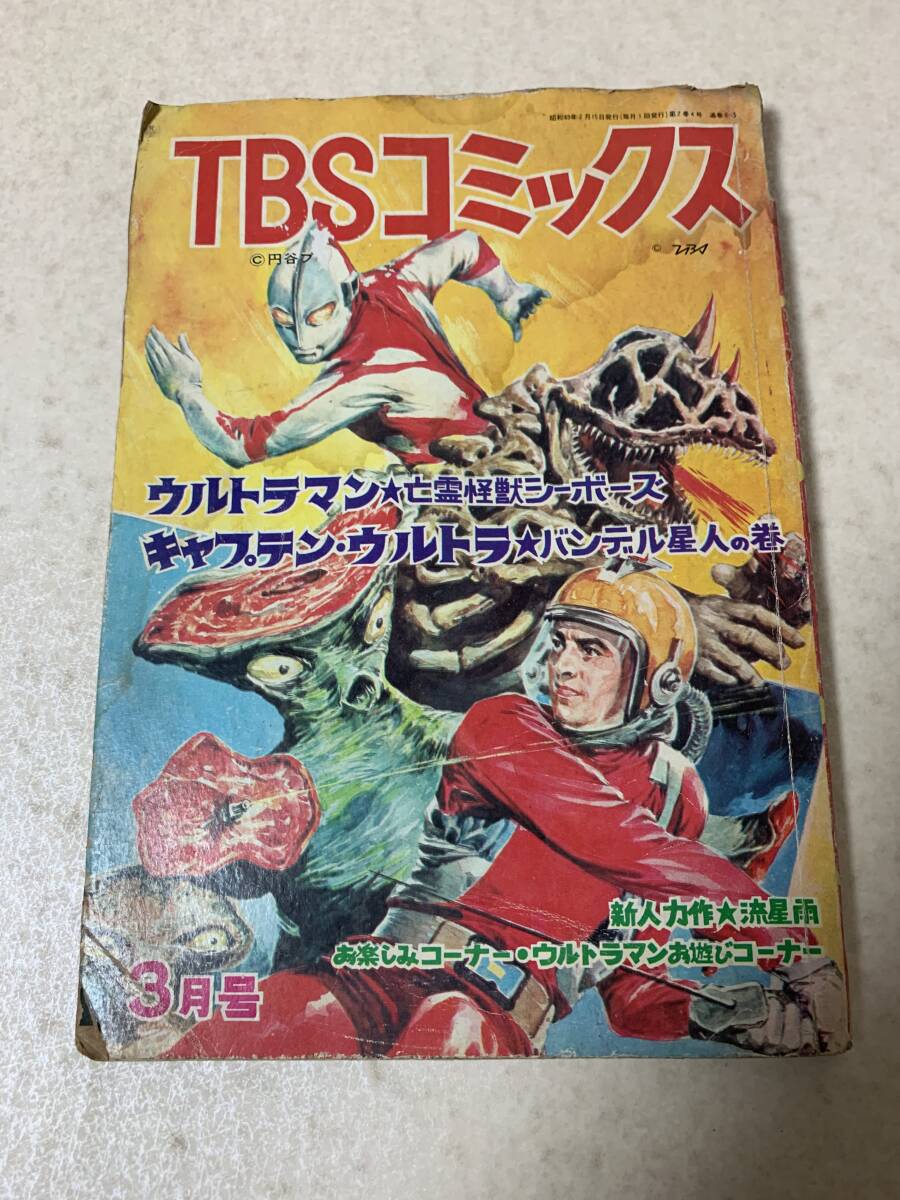 TBSコミックス
©円谷プ
©
ウルトラマン★亡霊怪獣シーボーズ
キャプテン・ウルトラ★バンデル星人の巻
新人力作★流星雨
お楽しみコーナー・ウルトラマンお遊びコーナー
3月号